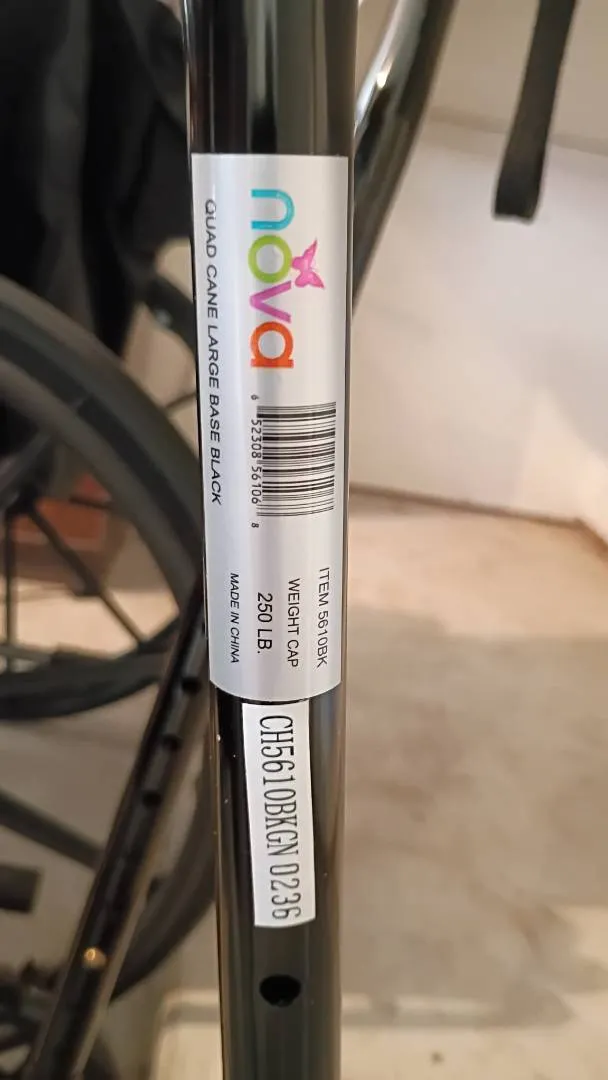 nova
QUAD CANE LARGE BASE BLACK
6 52308 56106 8
ITEM 5610BK
WEIGHT CAP
250 LB.
MADE IN CHINA
CH5610BKGN 0236